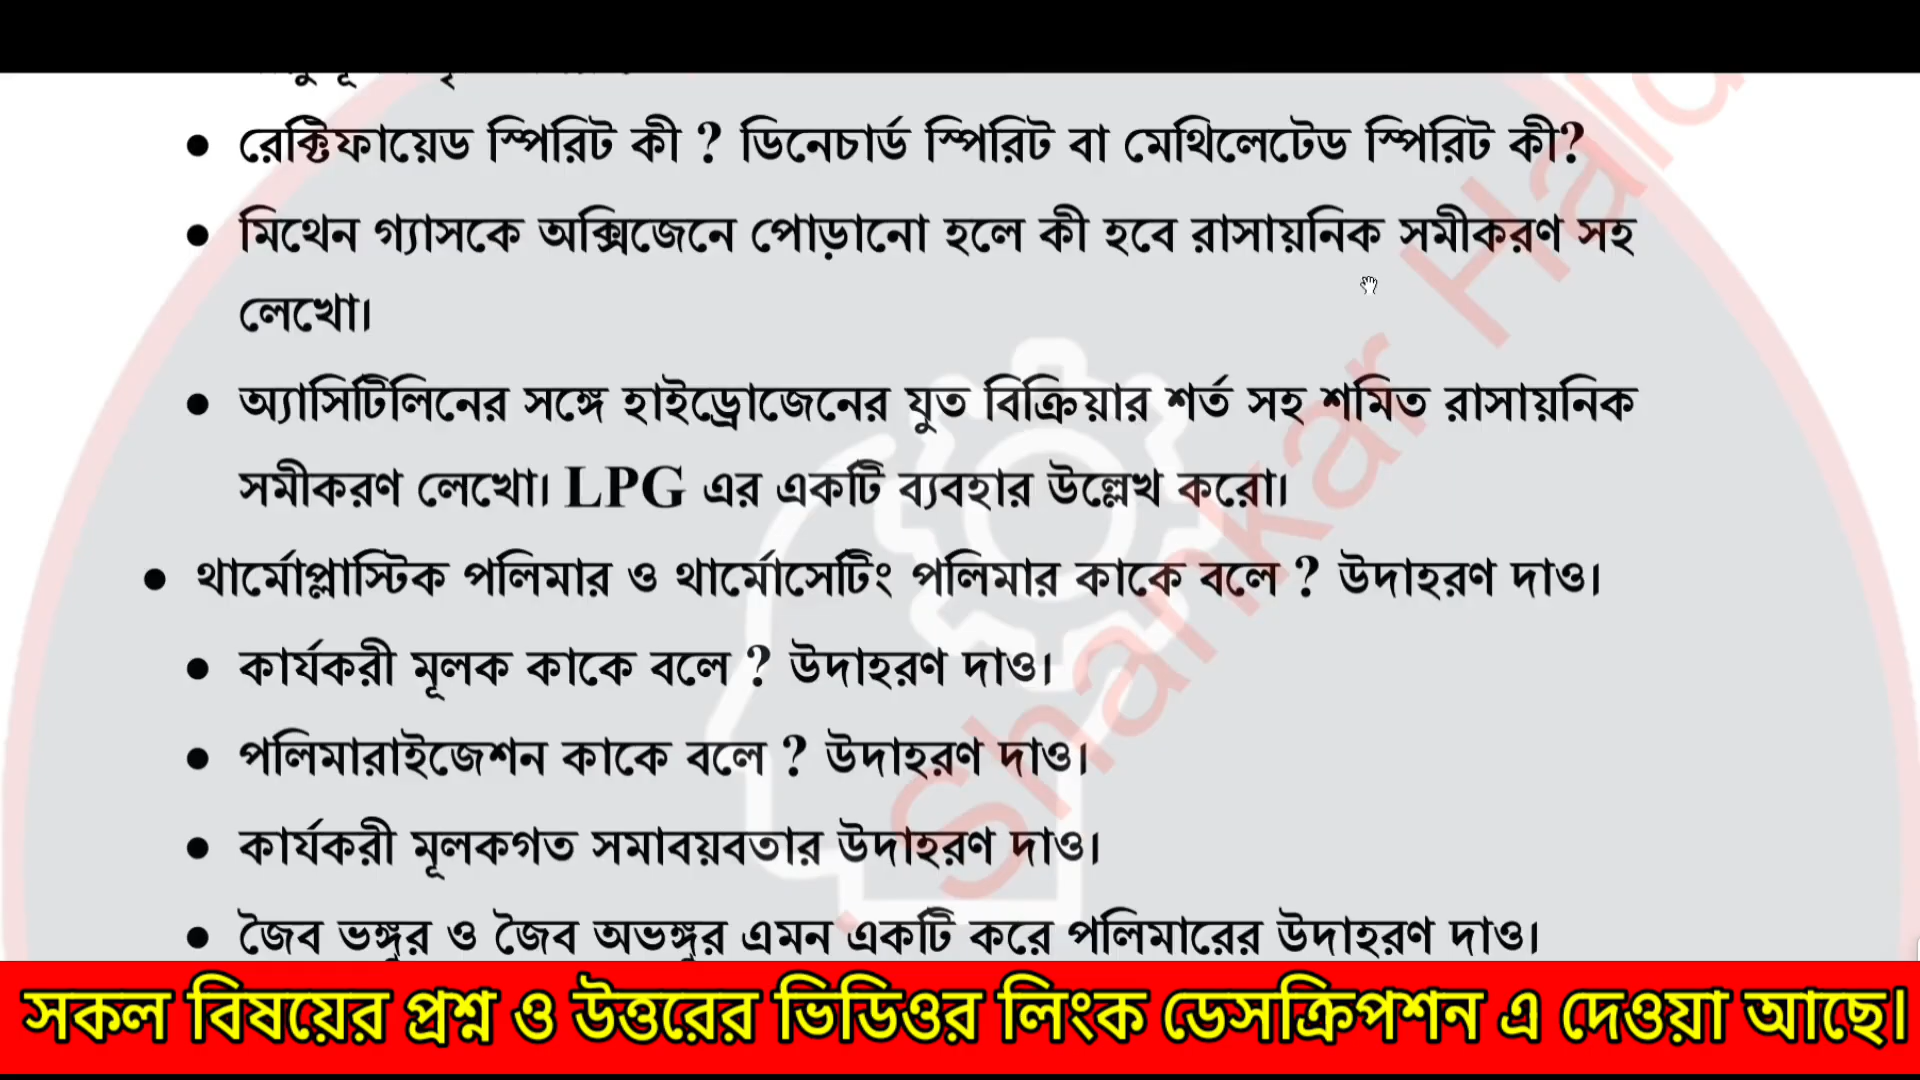 • রেক্টিফায়েড স্পিরিট কী ? ডিনেচার্ড স্পিরিট বা মেথিলেটেড স্পিরিট কী?
• মিথেন গ্যাসকে অক্সিজেনে পোড়ানো হলে কী হবে রাসায়নিক সমীকরণ সহ
লেখো।
• অ্যাসিটিলিনের সঙ্গে হাইড্রোজেনের যুত বিক্রিয়ার শর্ত সহ শমিত রাসায়নিক
সমীকরণ লেখো। LPG এর একটি ব্যবহার উল্লেখ করো।
• থার্মোপ্লাস্টিক পলিমার ও থার্মোসেটিং পলিমার কাকে বলে ? উদাহরণ দাও।
• কার্যকরী মূলক কাকে বলে ? উদাহরণ দাও।
• পলিমারাইজেশন কাকে বলে ? উদাহরণ দাও।
• কার্যকরী মূলকগত সমাবয়বতার উদাহরণ দাও।
• জৈব ভঙ্গুর ও জৈব অভঙ্গুর এমন একটি করে পলিমারের উদাহরণ দাও।
Shankar
সকল বিষয়ের প্রশ্ন ও উত্তরের ভিডিওর লিংক ডেসক্রিপশন এ দেওয়া আছে।